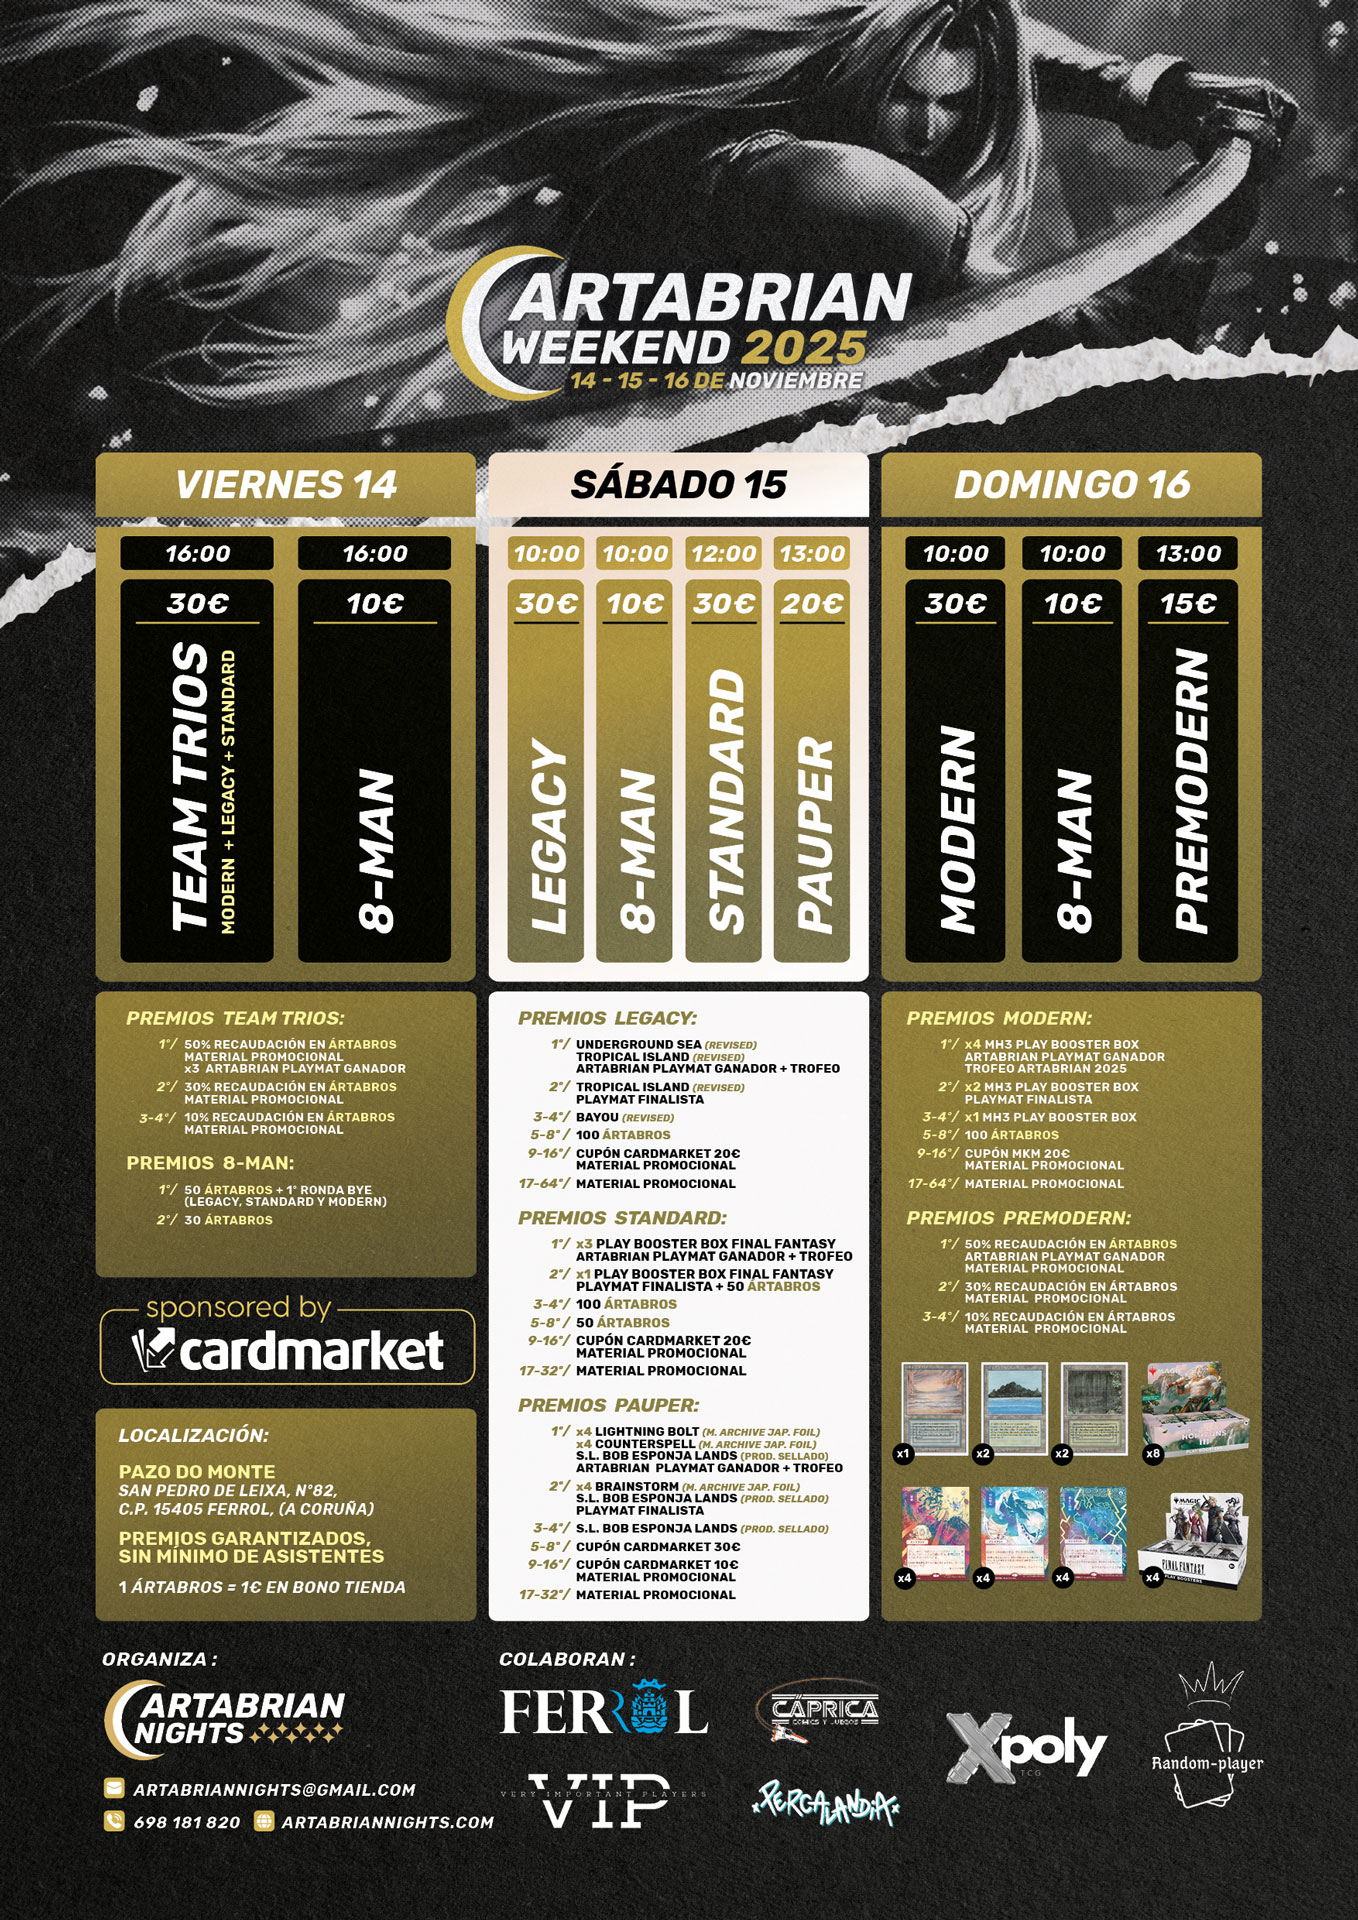 ARTABRIAN
WEEKEND 2025
14 - 15 - 16 DE NOVIEMBRE
VIERNES 14
16:00
30€
TEAM TRIOS
MODERN + LEGACY + STANDARD
16:00
10€
8-MAN
SÁBADO 15
10:00
30€
LEGACY
10:00
10€
8-MAN
12:00
30€
STANDARD
13:00
20€
PAUPER
DOMINGO 16
10:00
30€
MODERN
10:00
10€
8-MAN
13:00
15€
PREMODERN
PREMIOS TEAM TRIOS:
1º/ 50% RECAUDACIÓN EN ÁRTABROS
MATERIAL PROMOCIONAL
x3 ARTABRIAN PLAYMAT GANADOR
2º/ 30% RECAUDACIÓN EN ÁRTABROS
MATERIAL PROMOCIONAL
3-4º/ 10% RECAUDACIÓN EN ÁRTABROS
MATERIAL PROMOCIONAL
PREMIOS 8-MAN:
1º/ 50 ÁRTABROS + 1º RONDA BYE
(LEGACY, STANDARD Y MODERN)
2º/ 30 ÁRTABROS
sponsored by
cardmarket
LOCALIZACIÓN:
PAZO DO MONTE
SAN PEDRO DE LEIXA, Nº82,
C.P. 15405 FERROL, (A CORUÑA)
PREMIOS GARANTIZADOS,
SIN MÍNIMO DE ASISTENTES
1 ÁRTABROS = 1€ EN BONO TIENDA
PREMIOS LEGACY:
1º/ UNDERGROUND SEA (REVISED)
TROPICAL ISLAND (REVISED)
ARTABRIAN PLAYMAT GANADOR + TROFEO
2º/ TROPICAL ISLAND (REVISED)
PLAYMAT FINALISTA
3-4º/ BAYOU (REVISED)
5-8º / 100 ÁRTABROS
9-16º/ CUPÓN CARDMARKET 20€
MATERIAL PROMOCIONAL
17-64º/ MATERIAL PROMOCIONAL
PREMIOS STANDARD:
1º/ x3 PLAY BOOSTER BOX FINAL FANTASY
ARTABRIAN PLAYMAT GANADOR + TROFEO
2º/ x1 PLAY BOOSTER BOX FINAL FANTASY
PLAYMAT FINALISTA + 50 ÁRTABROS
3-4º/ 100 ÁRTABROS
5-8º / 50 ÁRTABROS
9-16º/ CUPÓN CARDMARKET 20€
MATERIAL PROMOCIONAL
17-32º/ MATERIAL PROMOCIONAL
PREMIOS PAUPER:
1º/ x4 LIGHTNING BOLT (M. ARCHIVE JAP. FOIL)
x4 COUNTERSPELL (M. ARCHIVE JAP. FOIL)
S.L. BOB ESPONJA LANDS (PROD. SELLADO)
ARTABRIAN PLAYMAT GANADOR + TROFEO
2º/ x4 BRAINSTORM (M. ARCHIVE JAP. FOIL)
S.L. BOB ESPONJA LANDS (PROD. SELLADO)
PLAYMAT FINALISTA
3-4º/ S.L. BOB ESPONJA LANDS (PROD. SELLADO)
5-8º / CUPÓN CARDMARKET 30€
9-16º/ CUPÓN CARDMARKET 10€
MATERIAL PROMOCIONAL
17-32º/ MATERIAL PROMOCIONAL
PREMIOS MODERN:
1º/ x4 MH3 PLAY BOOSTER BOX
ARTABRIAN PLAYMAT GANADOR
TROFEO ARTABRIAN 2025
2º/ x2 MH3 PLAY BOOSTER BOX
PLAYMAT FINALISTA
3-4º/ x1 MH3 PLAY BOOSTER BOX
5-8º/ 100 ÁRTABROS
9-16º/ CUPÓN MKM 20€
MATERIAL PROMOCIONAL
17-64º/ MATERIAL PROMOCIONAL
PREMIOS PREMODERN:
1º/ 50% RECAUDACIÓN EN ÁRTABROS
ARTABRIAN PLAYMAT GANADOR
MATERIAL PROMOCIONAL
2º/ 30% RECAUDACIÓN EN ÁRTABROS
MATERIAL PROMOCIONAL
3-4º/ 10% RECAUDACIÓN EN ÁRTABROS
MATERIAL PROMOCIONAL
x1
x2
x2
x8
x4
x4
x4
MAGIC
FINAL FANTASY
PLAY BOOSTERS
x4
ORGANIZA :
ARTABRIAN
NIGHTS
ARTABRIANNIGHTS@GMAIL.COM
698 181 820
ARTABRIANNIGHTS.COM
COLABORAN :
FERROL
CAPRICA
COMICS Y JUEGOS
Xpoly
TCG
Random-player
VIP
VERY IMPORTANT PLAYERS
PERCALANDIA